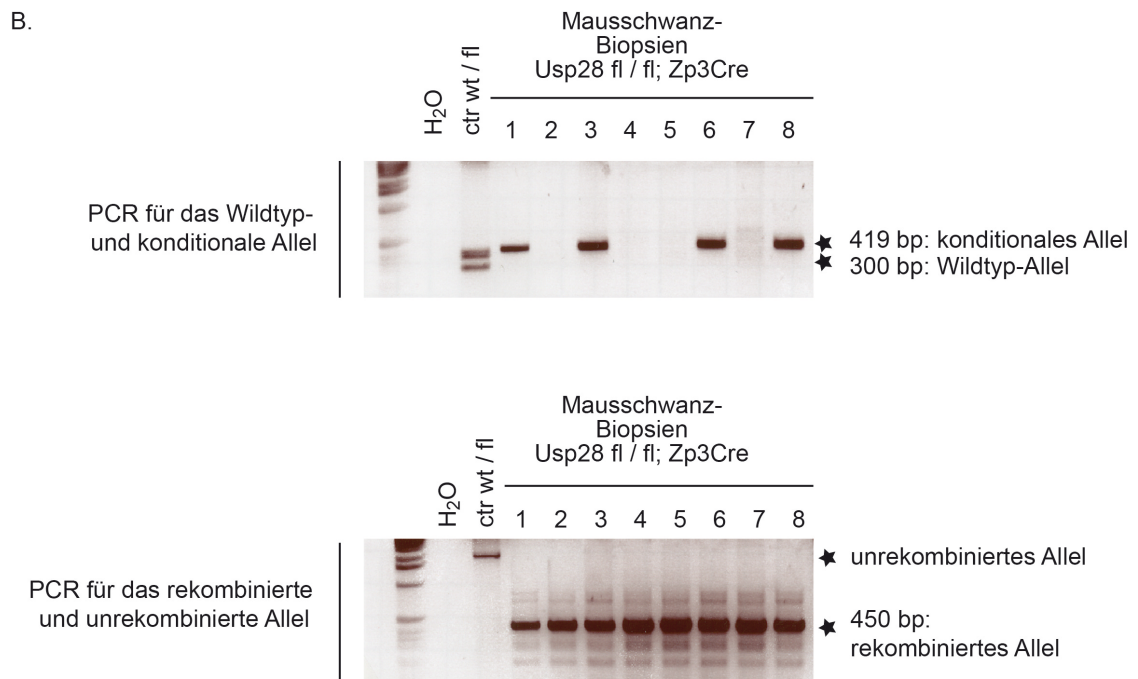 B.
Mausschwanz-
Biopsien
Usp28 fl / fl; Zp3Cre
H2O
ctr wt / fl
1 2 3 4 5 6 7 8
PCR für das Wildtyp-
und konditionale Allel
419 bp: konditionales Allel
300 bp: Wildtyp-Allel
Mausschwanz-
Biopsien
Usp28 fl / fl; Zp3Cre
H2O
ctr wt / fl
1 2 3 4 5 6 7 8
PCR für das rekombinierte
und unrekombinierte Allel
unrekombiniertes Allel
450 bp:
rekombiniertes Allel